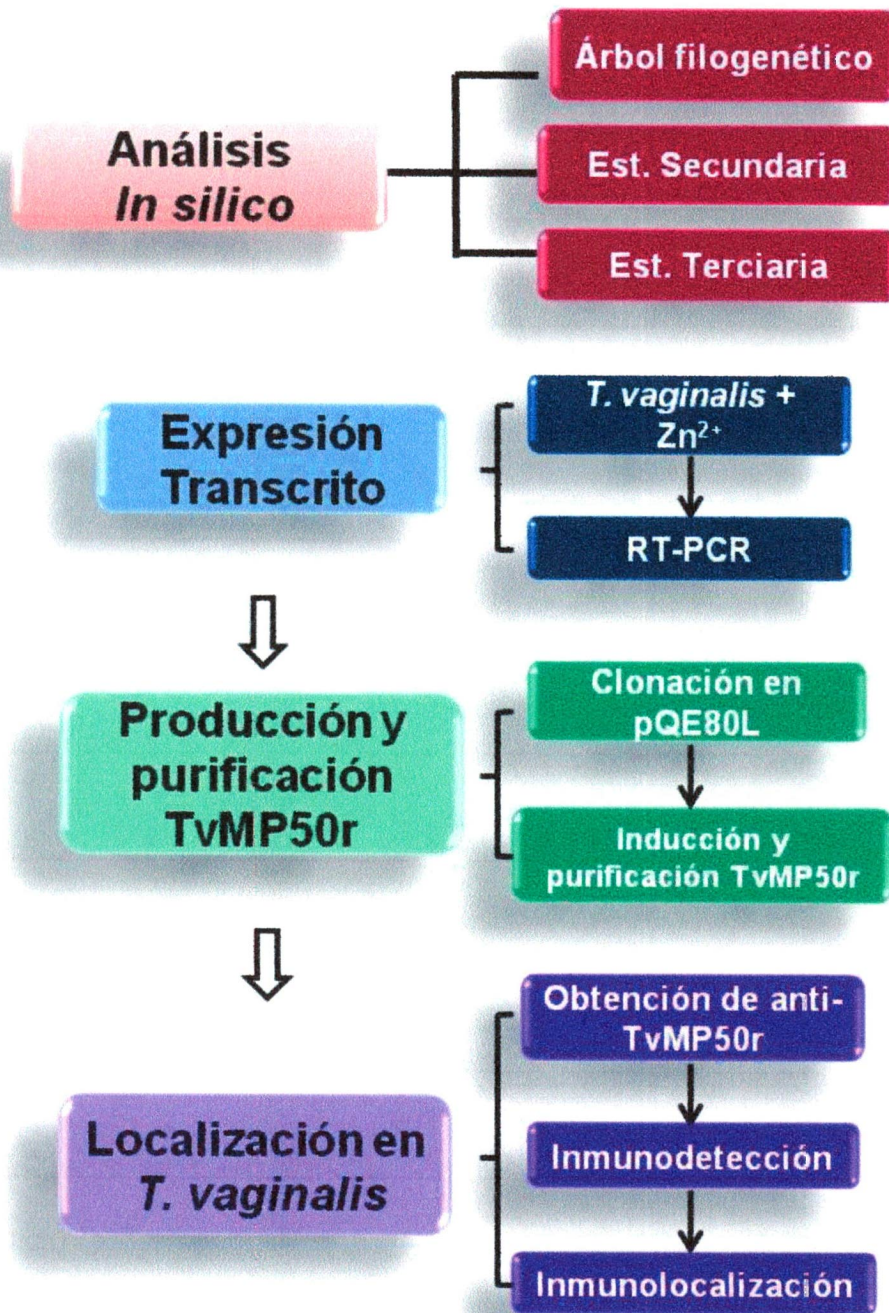 Análisis
In silico
Árbol filogenético
Est. Secundaria
Est. Terciaria
Expresión
Transcrito
T. vaginalis +
Zn²⁺
RT-PCR
Producción y
purificación
TvMP50r
Clonación en
pQE80L
Inducción y
purificación TvMP50r
Localización en
T. vaginalis
Obtención de anti-
TvMP50r
Inmunodetección
Inmunolocalización